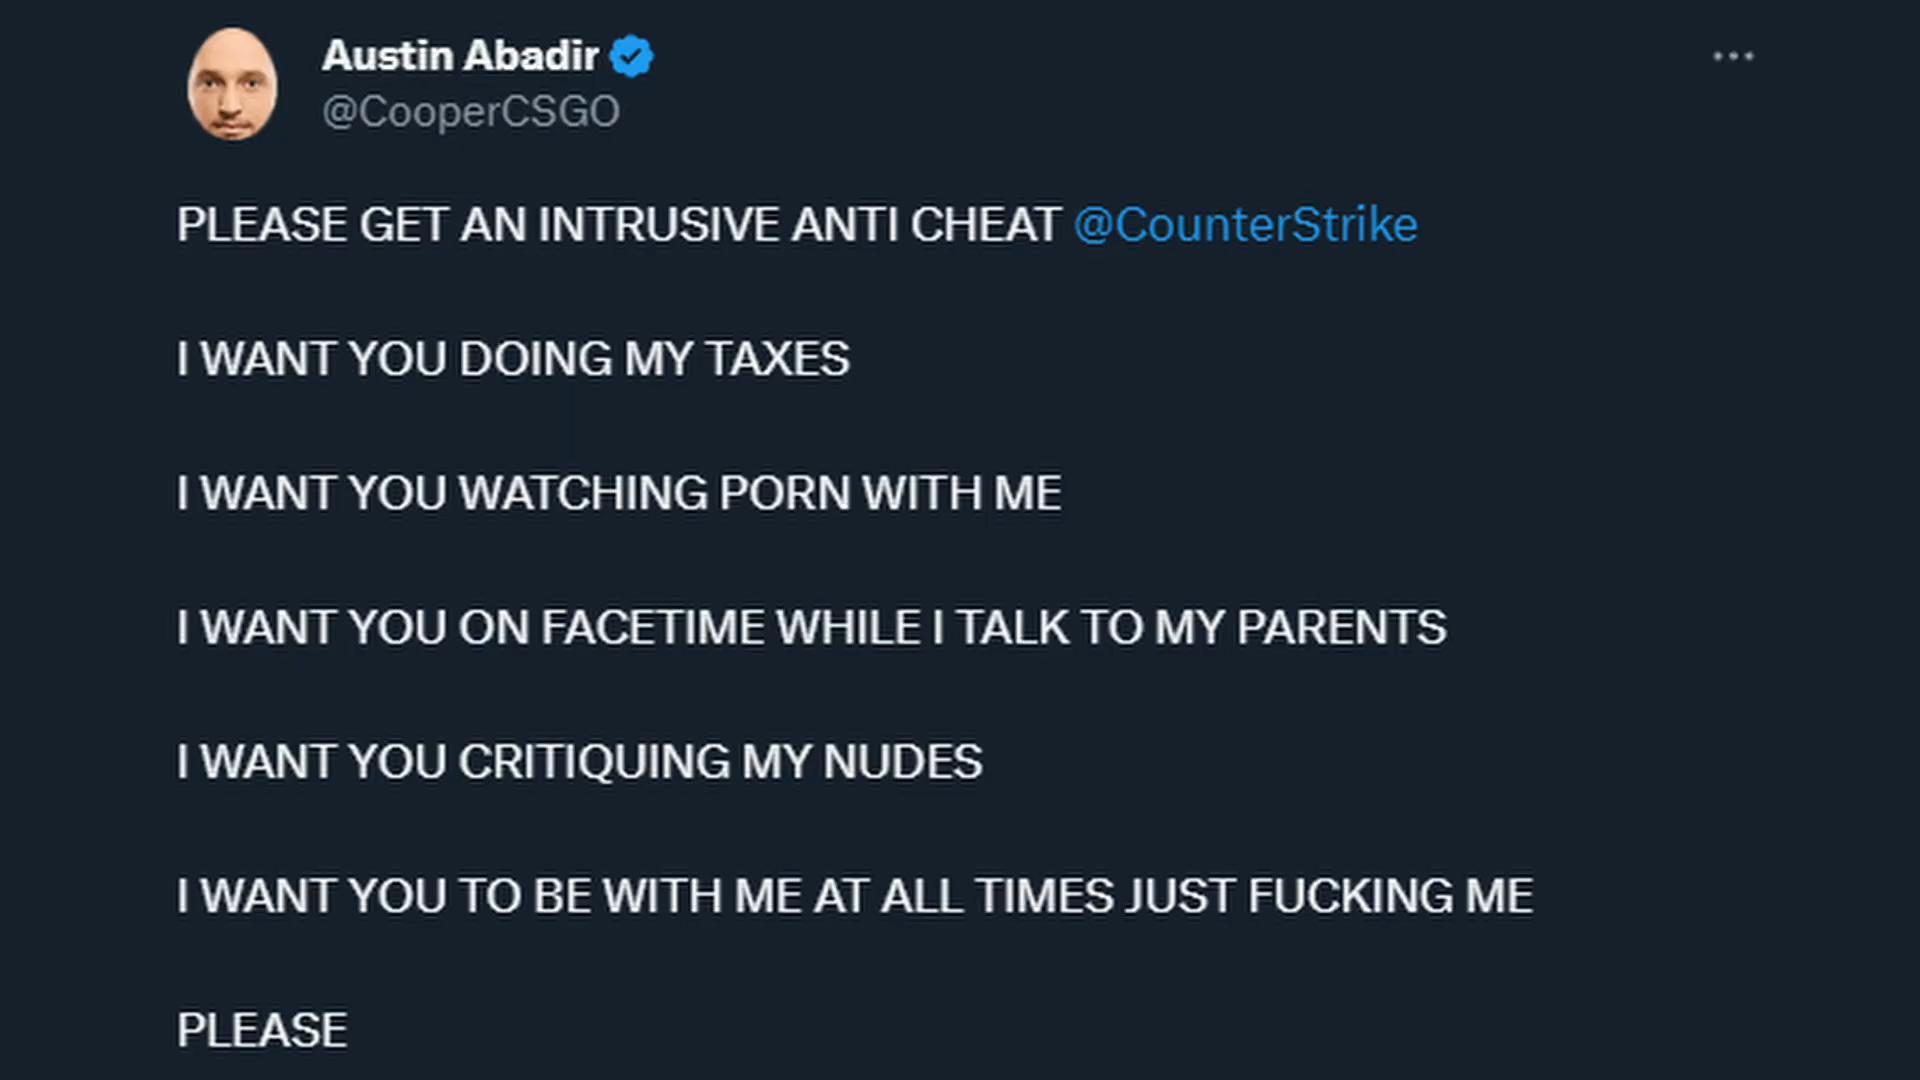 Austin Abadir
@CooperCSGO
PLEASE GET AN INTRUSIVE ANTI CHEAT @CounterStrike
I WANT YOU DOING MY TAXES
I WANT YOU WATCHING PORN WITH ME
I WANT YOU ON FACETIME WHILE I TALK TO MY PARENTS
I WANT YOU CRITIQUING MY NUDES
I WANT YOU TO BE WITH ME AT ALL TIMES JUST FUCKING ME
PLEASE